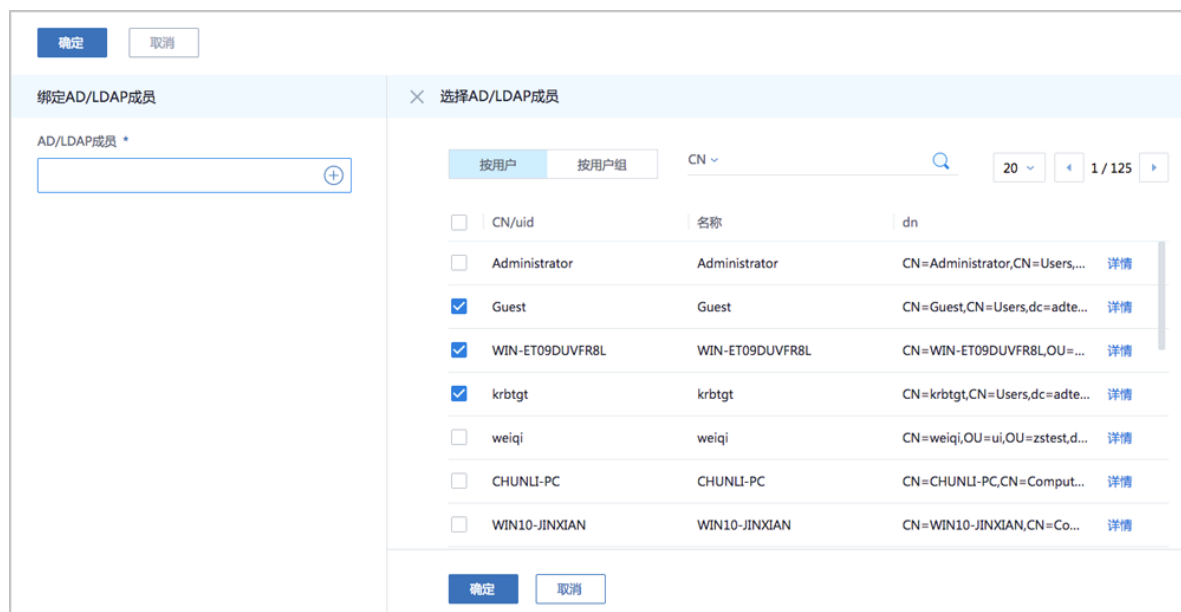 确定 取消
绑定AD/LDAP成员
AD/LDAP成员 *
选择AD/LDAP成员
按用户 按用户组 CN 20 1 / 125
CN/uid 名称 dn
Administrator Administrator CN=Administrator,CN=Users,... 详情
Guest Guest CN=Guest,CN=Users,dc=adte... 详情
WIN-ET09DUVFR8L WIN-ET09DUVFR8L CN=WIN-ET09DUVFR8L,OU=... 详情
krbtgt krbtgt CN=krbtgt,CN=Users,dc=adte... 详情
weiqi weiqi CN=weiqi,OU=ui,OU=zstest,d... 详情
CHUNLI-PC CHUNLI-PC CN=CHUNLI-PC,CN=Comput... 详情
WIN10-JINXIAN WIN10-JINXIAN CN=WIN10-JINXIAN,CN=Co... 详情
确定 取消